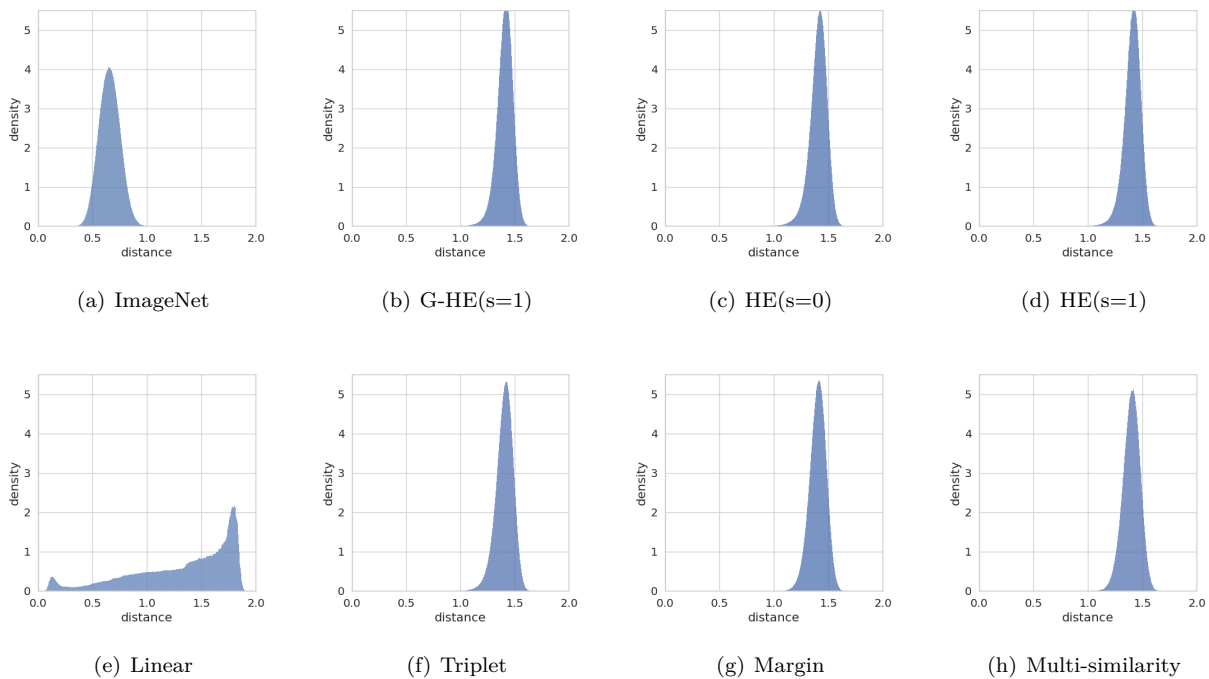 5
4
3
2
1
0
density
0.0 0.5 1.0 1.5 2.0
distance
(a) ImageNet
5
4
3
2
1
0
density
0.0 0.5 1.0 1.5 2.0
distance
(b) G-HE(s=1)
5
4
3
2
1
0
density
0.0 0.5 1.0 1.5 2.0
distance
(c) HE(s=0)
5
4
3
2
1
0
density
0.0 0.5 1.0 1.5 2.0
distance
(d) HE(s=1)
5
4
3
2
1
0
density
0.0 0.5 1.0 1.5 2.0
distance
(e) Linear
5
4
3
2
1
0
density
0.0 0.5 1.0 1.5 2.0
distance
(f) Triplet
5
4
3
2
1
0
density
0.0 0.5 1.0 1.5 2.0
distance
(g) Margin
5
4
3
2
1
0
density
0.0 0.5 1.0 1.5 2.0
distance
(h) Multi-similarity